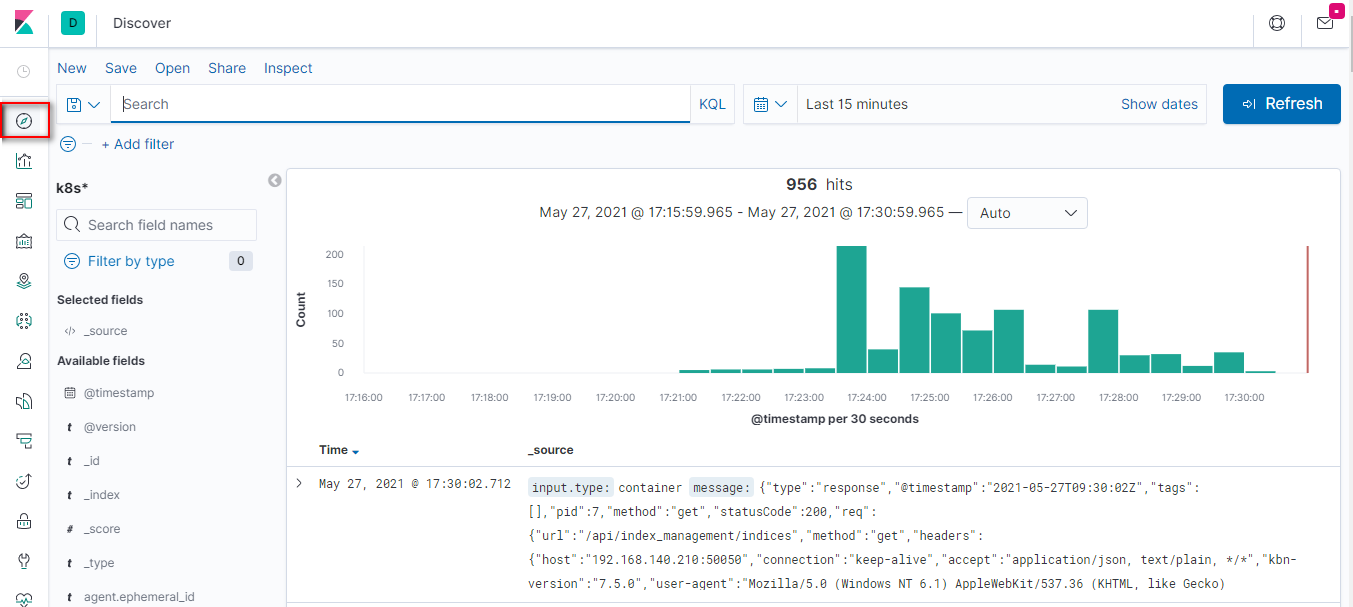 D Discover
New Save Open Share Inspect
Search KQL Last 15 minutes Show dates Refresh
+ Add filter
k8s*
Search field names
Filter by type 0
Selected fields
</> _source
Available fields
@timestamp
t @version
t _id
t _index
# _score
t _type
t agent.ephemeral_id
956 hits
May 27, 2021 @ 17:15:59.965 - May 27, 2021 @ 17:30:59.965 — Auto
Count
200
150
100
50
0
17:16:00 17:17:00 17:18:00 17:19:00 17:20:00 17:21:00 17:22:00 17:23:00 17:24:00 17:25:00 17:26:00 17:27:00 17:28:00 17:29:00 17:30:00
@timestamp per 30 seconds
Time _source
May 27, 2021 @ 17:30:02.712 input.type: container message: {"type":"response","@timestamp":"2021-05-27T09:30:02Z","tags":
[],"pid":7,"method":"get","statusCode":200,"req":
{"url":"/api/index_management/indices","method":"get","headers":
{"host":"192.168.140.210:50050","connection":"keep-alive","accept":"application/json, text/plain, */*","kbn-
version":"7.5.0","user-agent":"Mozilla/5.0 (Windows NT 6.1) AppleWebKit/537.36 (KHTML, like Gecko)